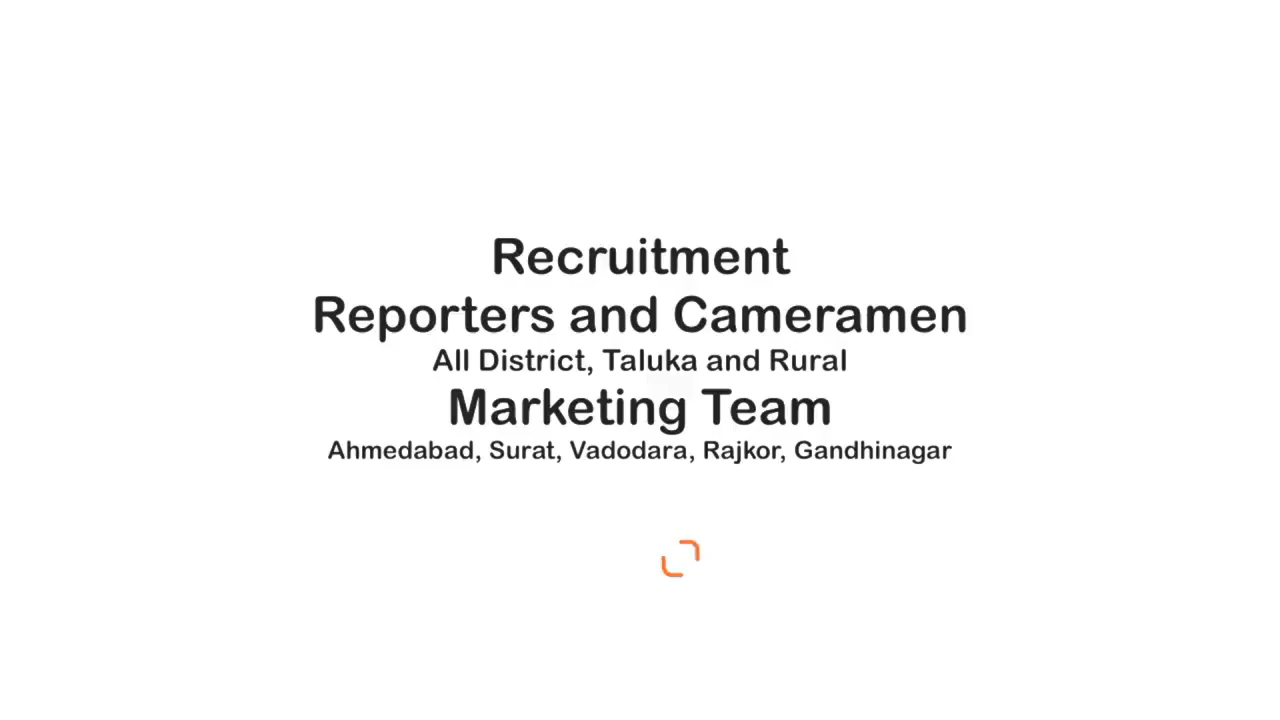 Recruitment
Reporters and Cameramen
All District, Taluka and Rural
Marketing Team
Ahmedabad, Surat, Vadodara, Rajkor, Gandhinagar